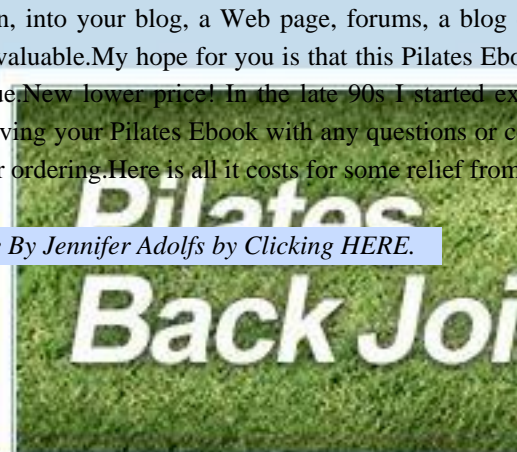 n, into your blog, a Web page, forums, a blog
valuable.My hope for you is that this Pilates Ebo
ue.New lower price! In the late 90s I started ex
ving your Pilates Ebook with any questions or c
r ordering.Here is all it costs for some relief from
Pilates
By Jennifer Adolfs by Clicking HERE.
Back Joi